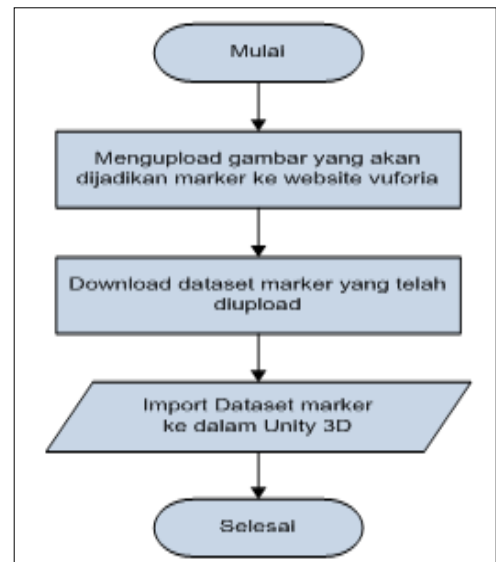 Mulai
Mengupload gambar yang akan
dijadikan marker ke website vuforia
Download dataset marker yang telah
diupload
Import Dataset marker
ke dalam Unity 3D
Selesai